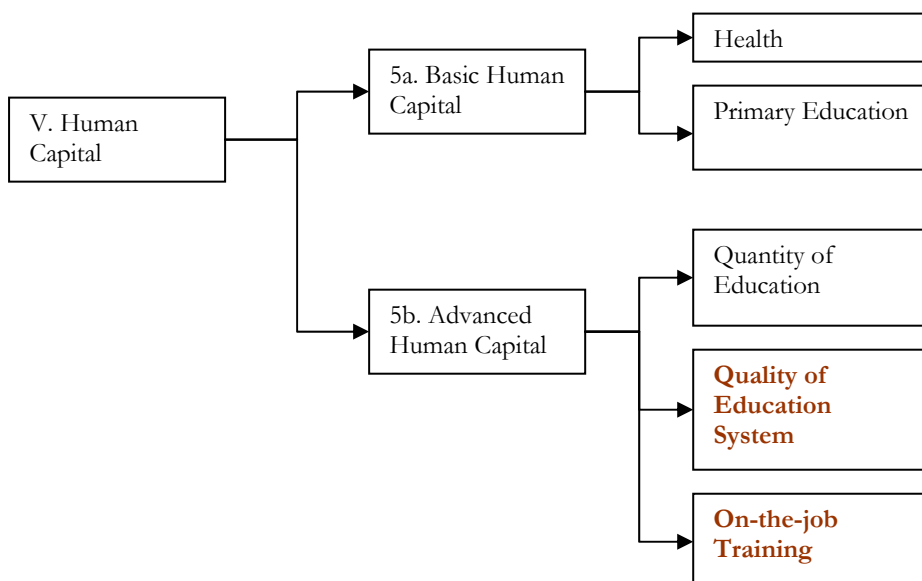 Health
5a. Basic Human
Capital
Primary Education
V. Human
Capital
Quantity of
Education
5b. Advanced
Human Capital
Quality of
Education
System
On-the-job
Training